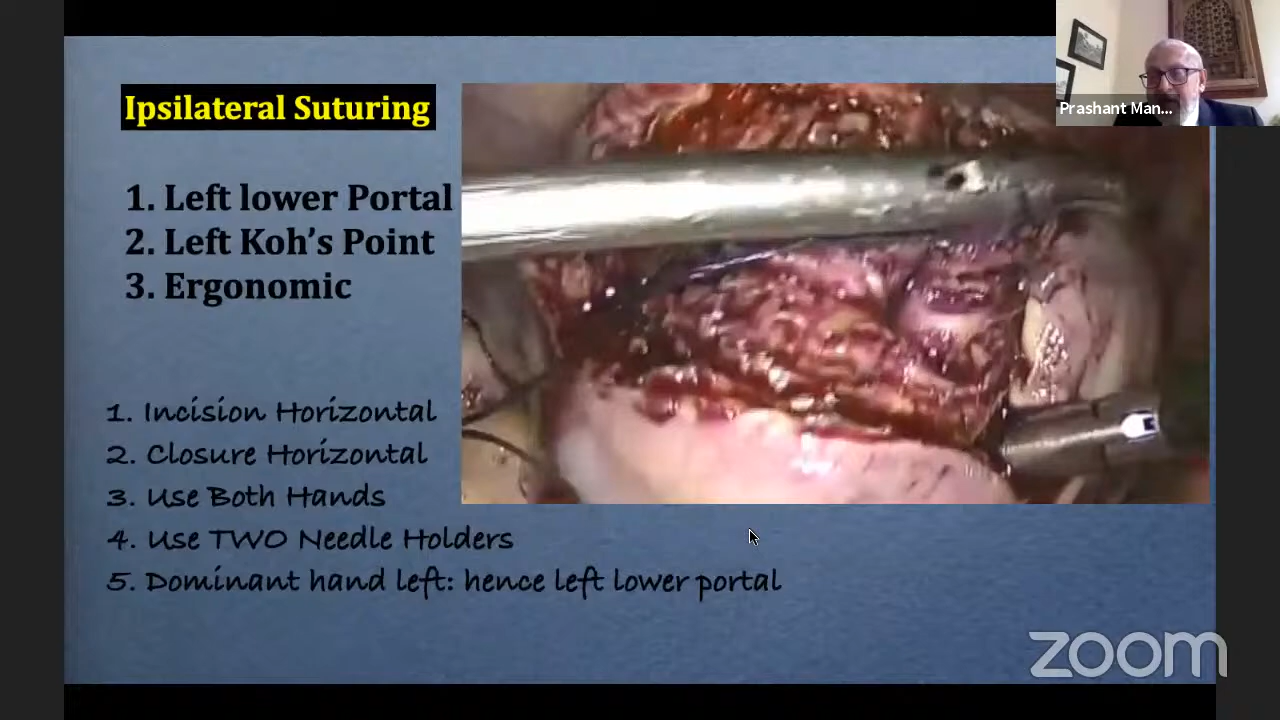 Ipsilateral Suturing
1. Left lower Portal
2. Left Koh's Point
3. Ergonomic
1. Incision Horizontal
2. Closure Horizontal
3. Use Both Hands
4. Use TWO Needle Holders
5. Dominant hand left: hence left lower portal
Prashant Man...
zoom